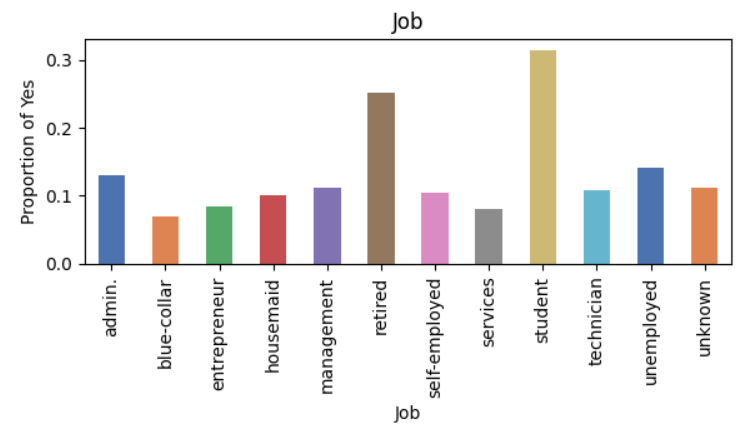 Job
Proportion of Yes
0.3
0.2
0.1
0.0
admin.
blue-collar
entrepreneur
housemaid
management
retired
self-employed
services
student
technician
unemployed
unknown
Job